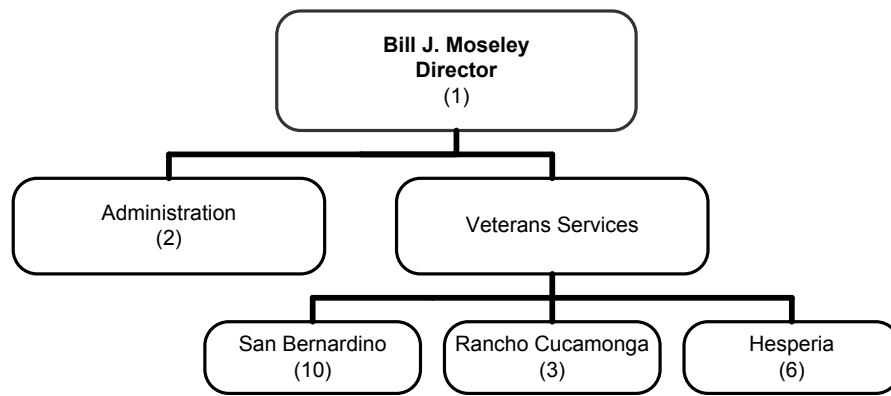 Bill J. Moseley
Director
(1)
Administration
(2)
Veterans Services
San Bernardino
(10)
Rancho Cucamonga
(3)
Hesperia
(6)